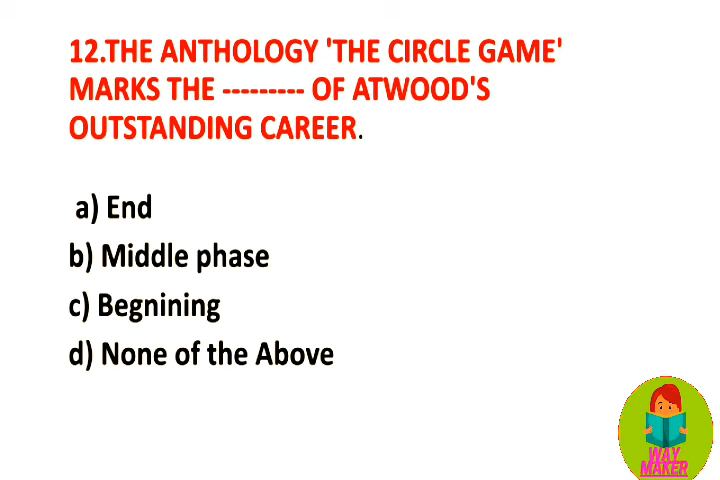 12.THE ANTHOLOGY 'THE CIRCLE GAME'
MARKS THE --------- OF ATWOOD'S
OUTSTANDING CAREER.
a) End
b) Middle phase
c) Begnining
d) None of the Above
WAY
MAKER